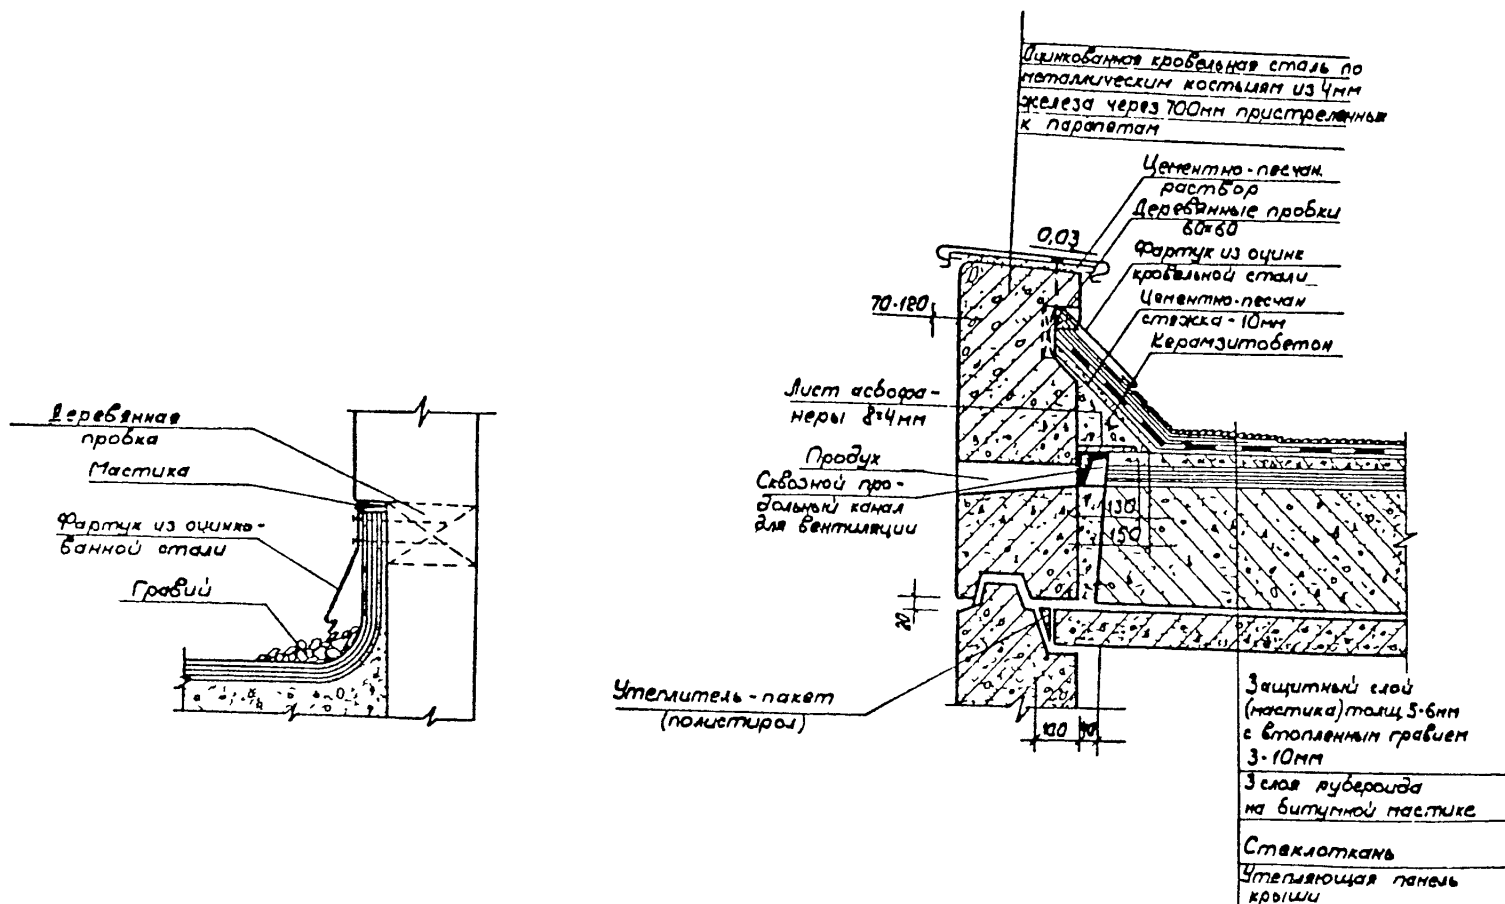 Деревянная
пробка
Мастика
Фартук из оцинко-
ванной стали
Гравий
Оцинкованная кровельная сталь по
металлическим костылям из 4мм
железа через 700мм пристреленных
к парапетам
Цементно-песчан.
раствор
Деревянные пробки
60×60
Фартук из оцинк
кровельной стали
Цементно-песчан
стяжка-10мм
Керамзитобетон
0,03
70-120
Лист асбофа-
неры δ=4мм
Продух
Сквозной про-
дольный канал
для вентиляции
130
150
20
Утеплитель-пакет
(полистирол)
100
Защитный слой
(мастика) толщ 5-6мм
с втопленным гравием
3-10мм
3 слоя рубероида
на битумной мастике
Стеклоткань
Утепляющая панель
крыши